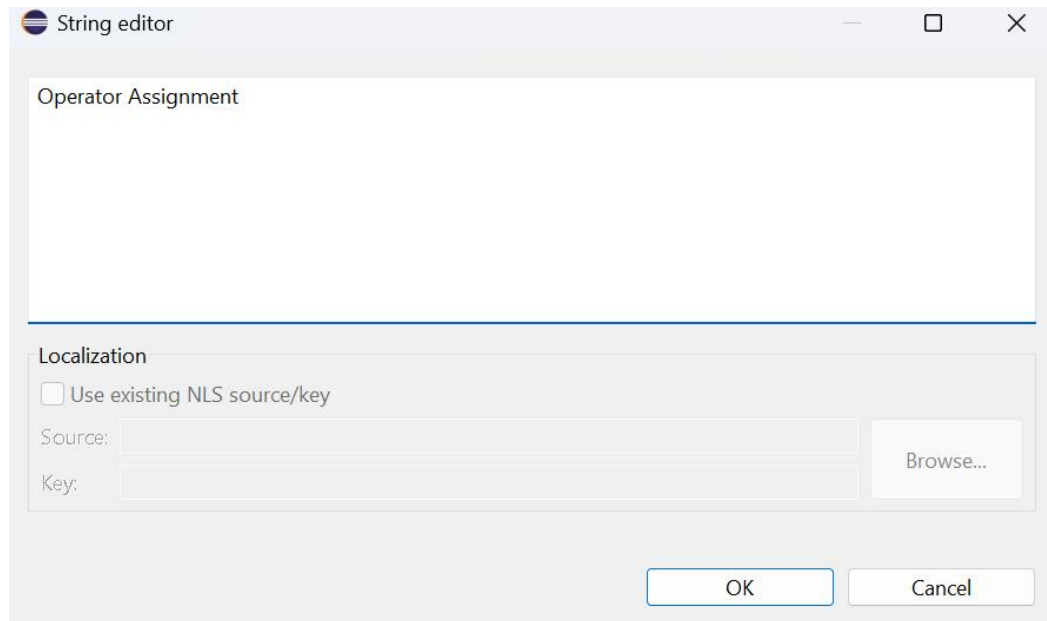 String editor
Operator Assignment
Localization
Use existing NLS source/key
Source:
Browse...
Key:
OK
Cancel